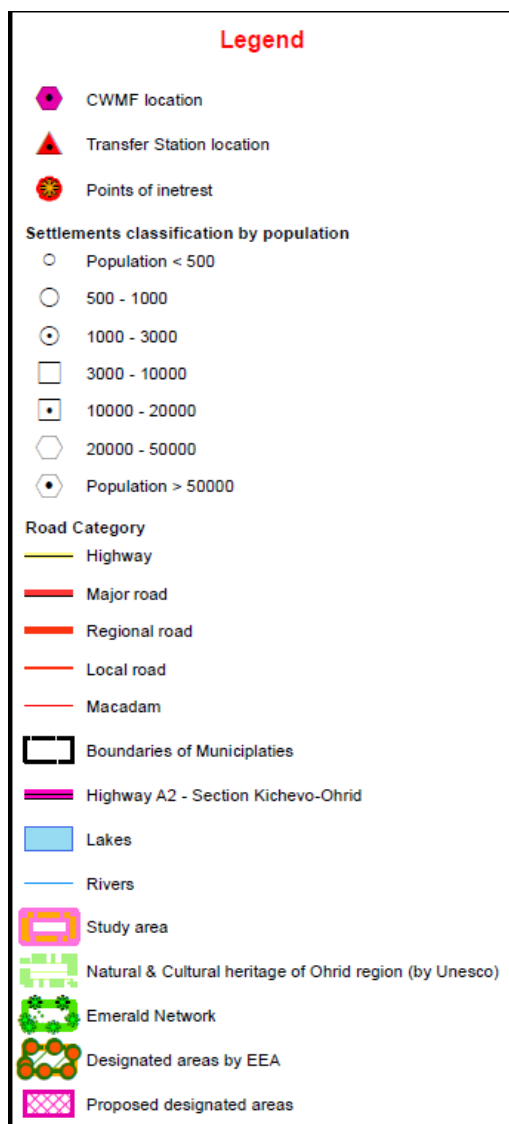 Legend
CWMF location
Transfer Station location
Points of inetrest
Settlements classification by population
Population < 500
500 - 1000
1000 - 3000
3000 - 10000
10000 - 20000
20000 - 50000
Population > 50000
Road Category
Highway
Major road
Regional road
Local road
Macadam
Boundaries of Municiplaties
Highway A2 - Section Kichevo-Ohrid
Lakes
Rivers
Study area
Natural & Cultural heritage of Ohrid region (by Unesco)
Emerald Network
Designated areas by EEA
Proposed designated areas